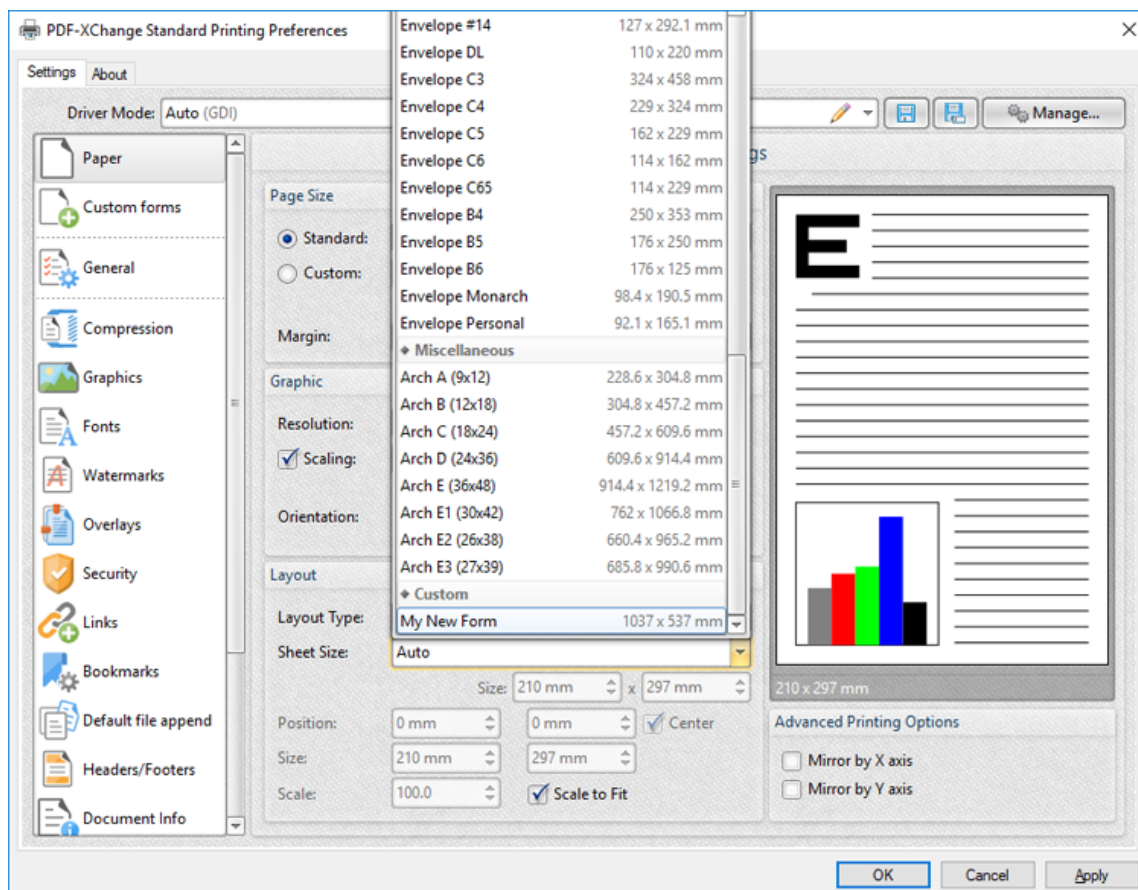 PDF-XChange Standard Printing Preferences
Settings About
Driver Mode: Auto (GDI)
Manage...
Paper
Custom forms
General
Compression
Graphics
Fonts
Watermarks
Overlays
Security
Links
Bookmarks
Default file append
Headers/Footers
Document Info
gs
Page Size
Standard:
Custom:
Margin:
Graphic
Resolution:
Scaling:
Orientation:
Layout
Layout Type:
Sheet Size: Auto
Envelope #14 127 x 292.1 mm
Envelope DL 110 x 220 mm
Envelope C3 324 x 458 mm
Envelope C4 229 x 324 mm
Envelope C5 162 x 229 mm
Envelope C6 114 x 162 mm
Envelope C65 114 x 229 mm
Envelope B4 250 x 353 mm
Envelope B5 176 x 250 mm
Envelope B6 176 x 125 mm
Envelope Monarch 98.4 x 190.5 mm
Envelope Personal 92.1 x 165.1 mm
Miscellaneous
Arch A (9x12) 228.6 x 304.8 mm
Arch B (12x18) 304.8 x 457.2 mm
Arch C (18x24) 457.2 x 609.6 mm
Arch D (24x36) 609.6 x 914.4 mm
Arch E (36x48) 914.4 x 1219.2 mm
Arch E1 (30x42) 762 x 1066.8 mm
Arch E2 (26x38) 660.4 x 965.2 mm
Arch E3 (27x39) 685.8 x 990.6 mm
Custom
My New Form 1037 x 537 mm
Size: 210 mm x 297 mm
Position: 0 mm 0 mm Center
Size: 210 mm 297 mm
Scale: 100.0 Scale to Fit
E
210 x 297 mm
Advanced Printing Options
Mirror by X axis
Mirror by Y axis
OK Cancel Apply